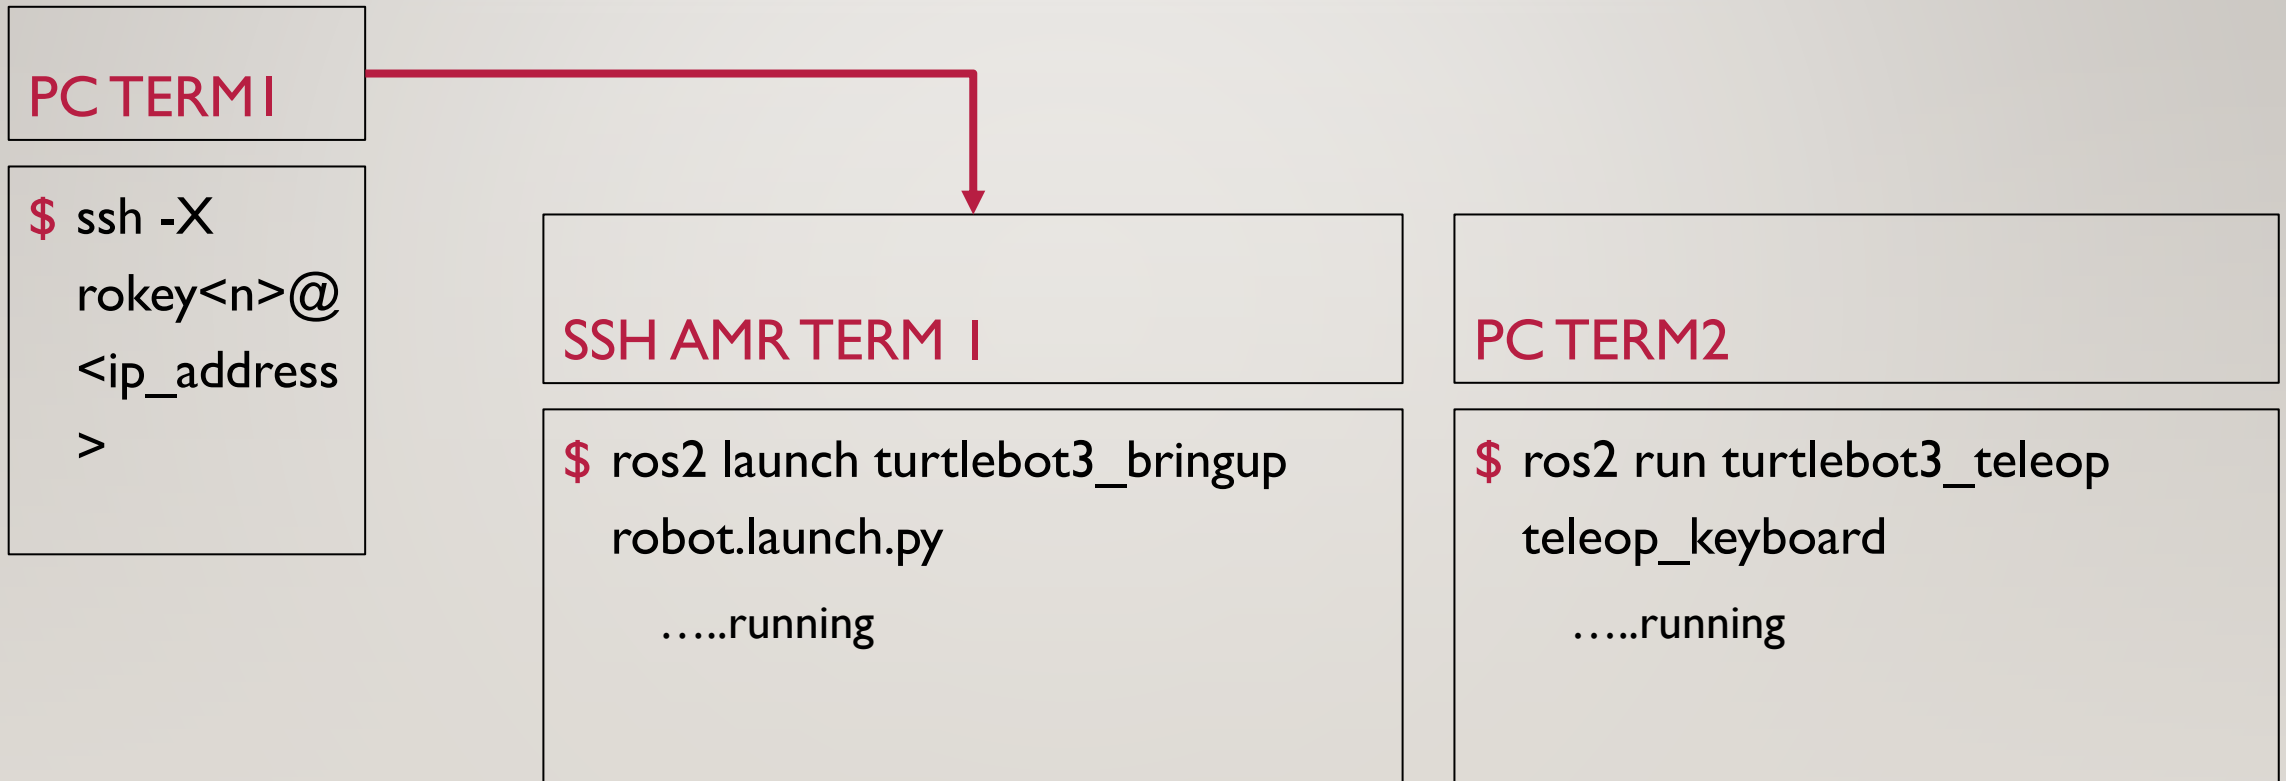 PC TERM1
$ ssh -X
rokey<n>@
<ip_address
>
SSH AMR TERM 1
$ ros2 launch turtlebot3_bringup
robot.launch.py
…..running
PC TERM2
$ ros2 run turtlebot3_teleop
teleop_keyboard
…..running